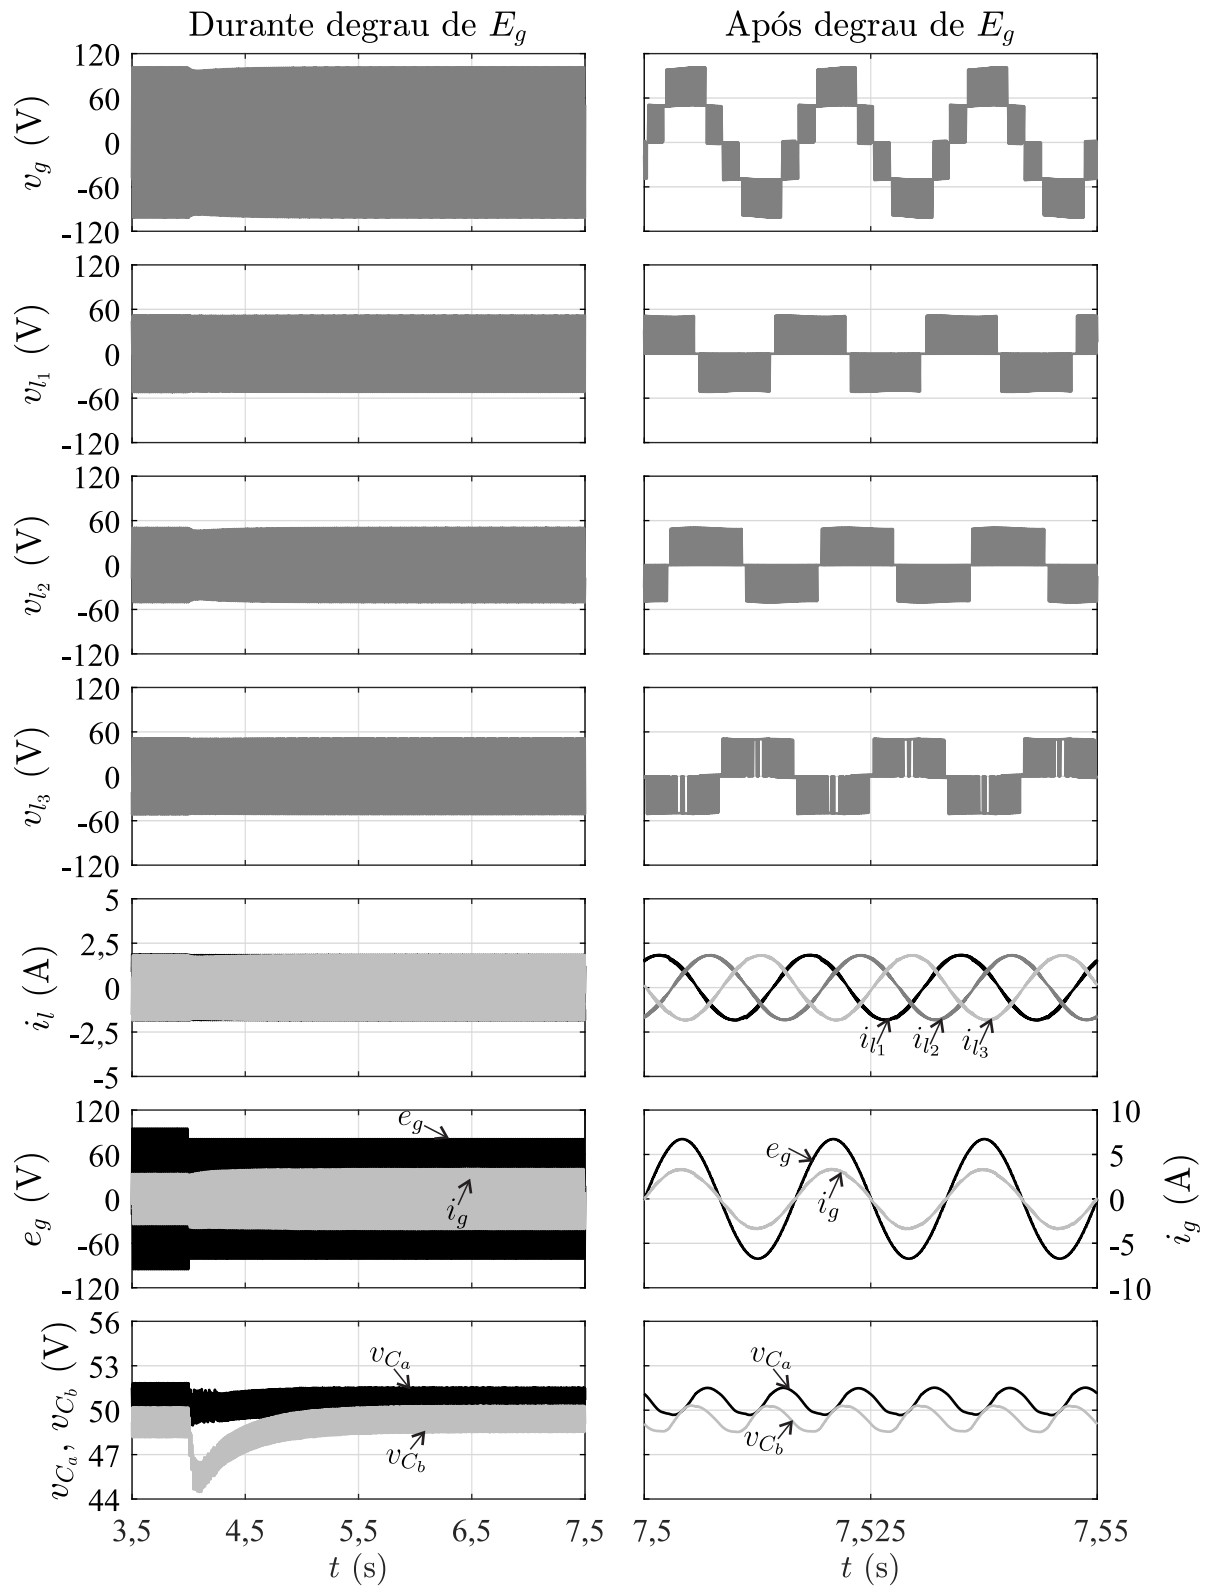 Durante degrau de E_g
Após degrau de E_g
v_g (V)
120
60
0
-60
-120
v_{l_1} (V)
120
60
0
-60
-120
v_{l_2} (V)
120
60
0
-60
-120
v_{l_3} (V)
120
60
0
-60
-120
i_l (A)
5
2,5
0
-2,5
-5
i_{l_1} i_{l_2} i_{l_3}
e_g (V)
120
60
0
-60
-120
e_g
i_g
e_g
i_g
10
5
0
-5
-10
i_g (A)
v_{C_a}, v_{C_b} (V)
56
53
50
47
44
v_{C_a}
v_{C_b}
v_{C_a}
v_{C_b}
3,5 4,5 5,5 6,5 7,5
7,5 7,525 7,55
t (s)
t (s)